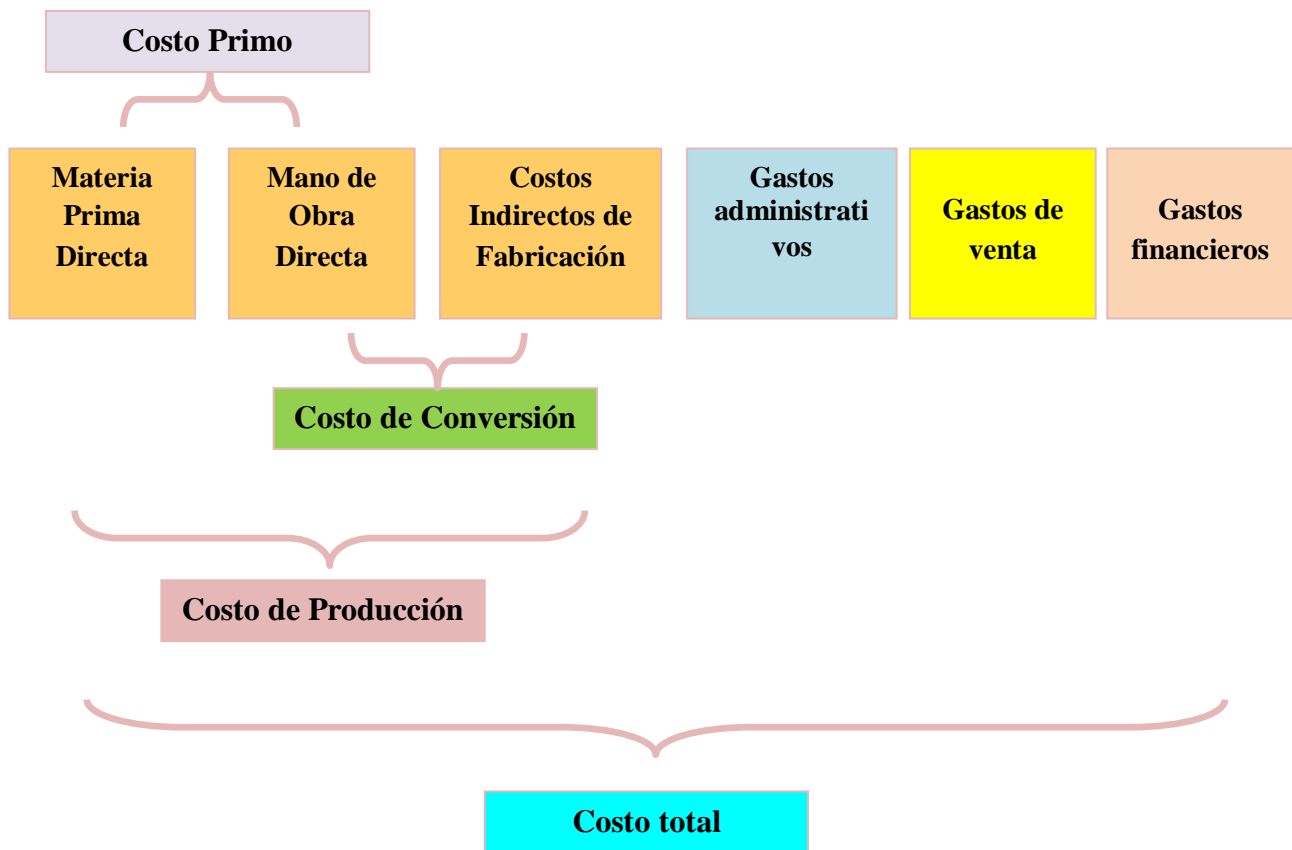 Costo Primo
Materia
Prima
Directa
Mano de
Obra
Directa
Costos
Indirectos de
Fabricación
Gastos
administrati
vos
Gastos de
venta
Gastos
financieros
Costo de Conversión
Costo de Producción
Costo total